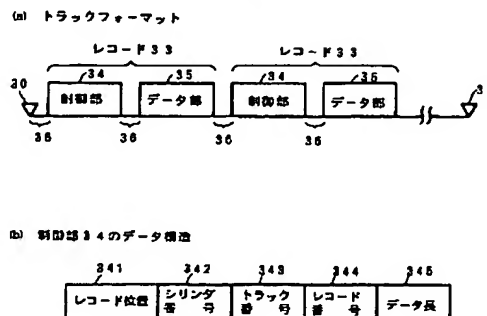 (a) トラックフォーマット
レコード33 レコード33
30 34 35 34 35 3
制御部 データ部 制御部 データ部
36 36 36 36
(b) 制御部34のデータ構造
341 342 343 344 345
レコード位置 シリンダ番号 トラック番号 レコード番号 データ長